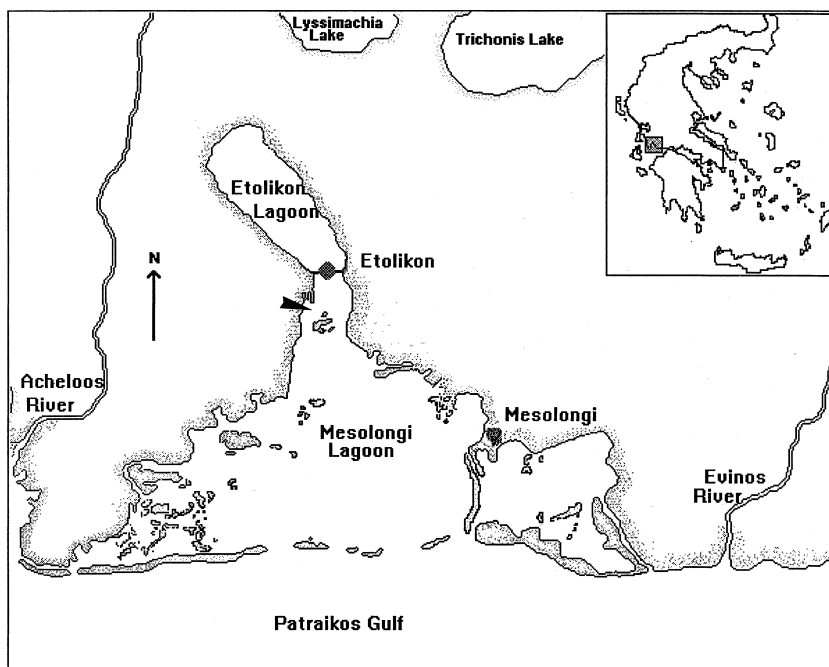 Lyssimachia
Lake
Trichonis Lake
Etolikon
Lagoon
Etolikon
N
Acheloos
River
Mesolongi
Lagoon
Mesolongi
Evinos
River
Patraikos Gulf